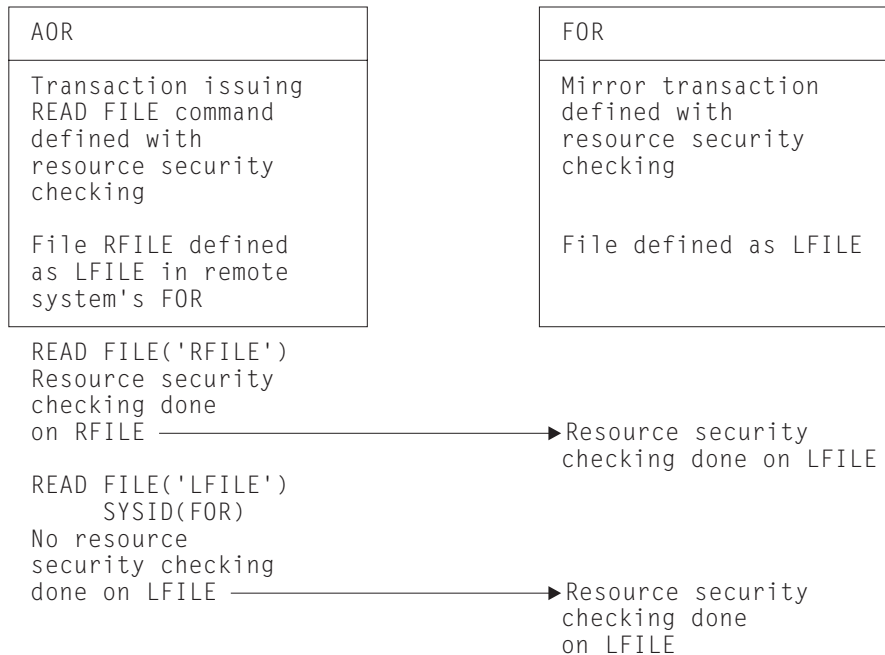 AOR
Transaction issuing
READ FILE command
defined with
resource security
checking
File RFILE defined
as LFILE in remote
system's FOR
FOR
Mirror transaction
defined with
resource security
checking
File defined as LFILE
READ FILE('RFILE')
Resource security
checking done
on RFILE
Resource security
checking done on LFILE
READ FILE('LFILE')
SYSID(FOR)
No resource
security checking
done on LFILE
Resource security
checking done
on LFILE